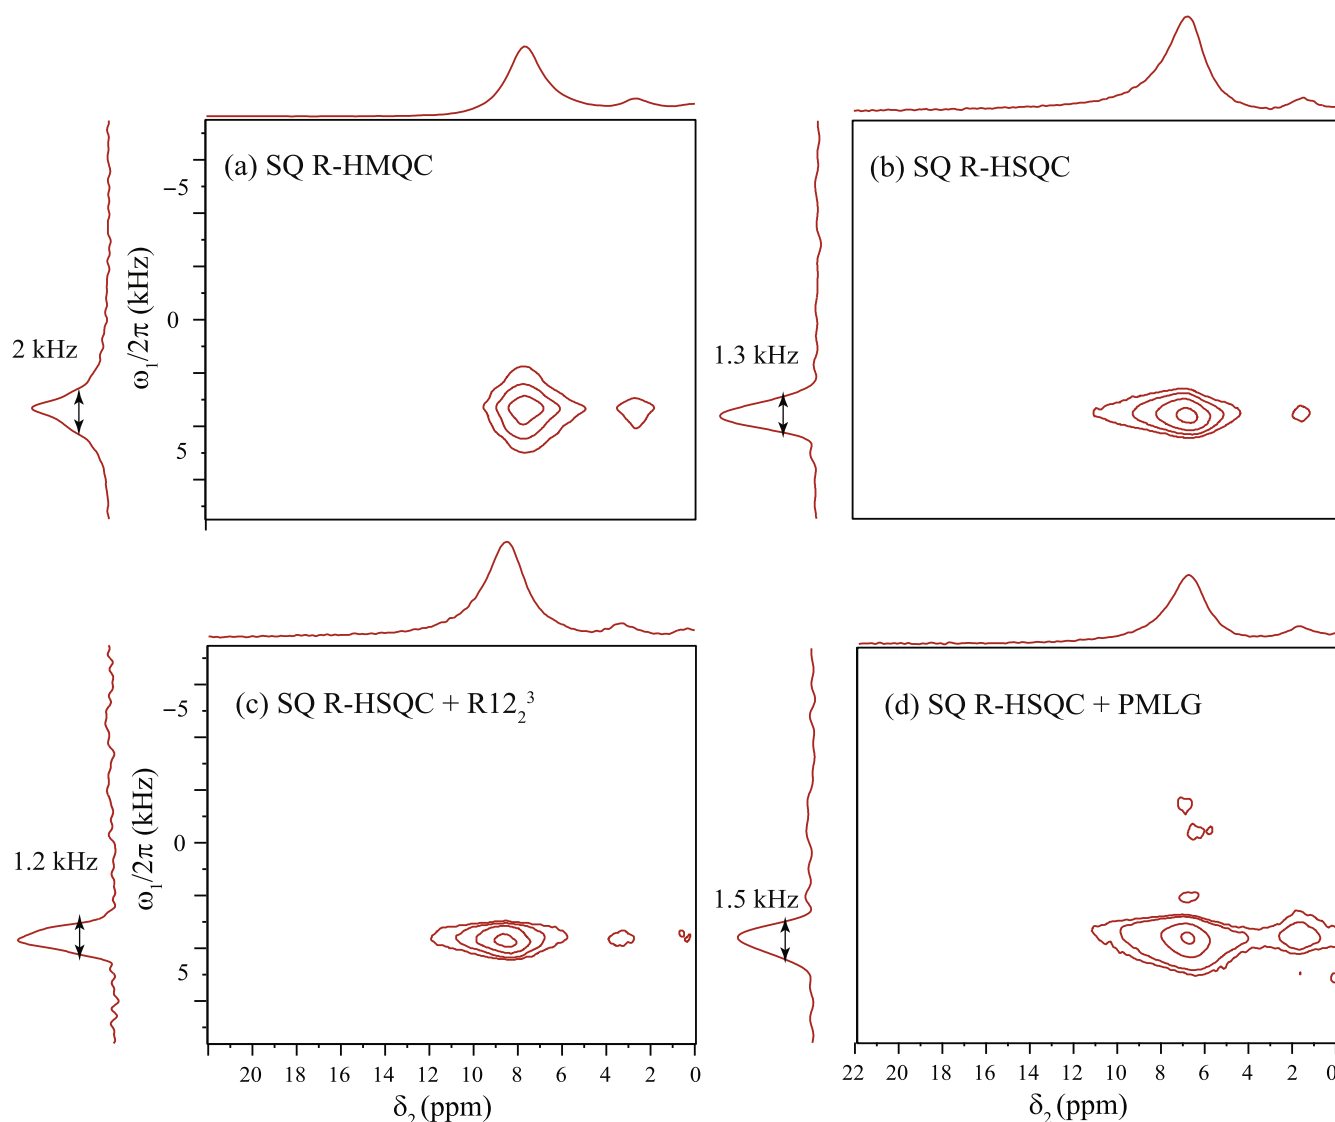 (a) SQ R-HMQC
(b) SQ R-HSQC
−5
ω₁/2π (kHz)
0
2 kHz
1.3 kHz
5
(c) SQ R-HSQC + R12₂³
(d) SQ R-HSQC + PMLG
−5
ω₁/2π (kHz)
0
1.2 kHz
1.5 kHz
5
20 18 16 14 12 10 8 6 4 2 0
22 20 18 16 14 12 10 8 6 4 2 0
δ₂ (ppm)
δ₂ (ppm)